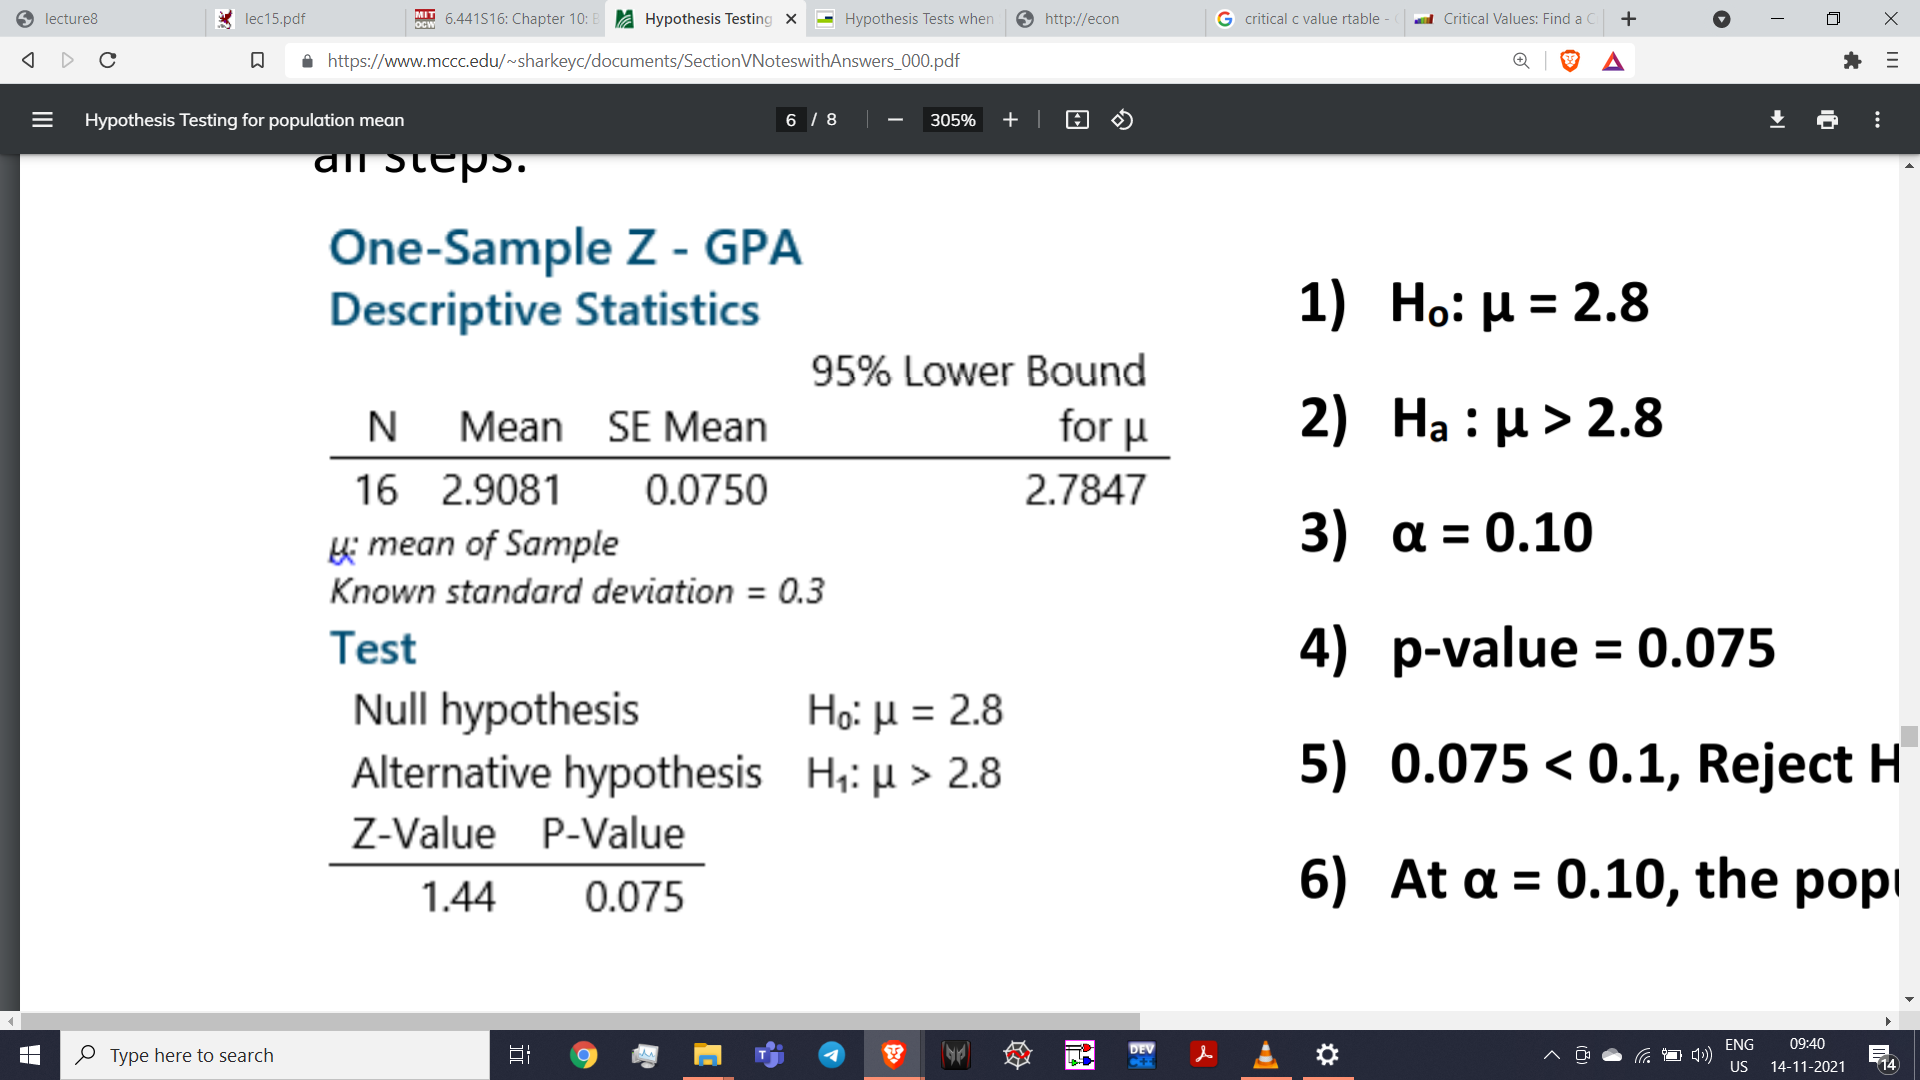 lecture8
lec15.pdf
6.441S16: Chapter 10: E
Hypothesis Testing
Hypothesis Tests when
http://econ
critical c value rtable -
Critical Values: Find a C
https://www.mccc.edu/~sharkeyc/documents/SectionVNoteswithAnswers_000.pdf
Hypothesis Testing for population mean
6 / 8
305%
all steps.
One-Sample Z - GPA
Descriptive Statistics
95% Lower Bound
N Mean SE Mean for μ
16 2.9081 0.0750 2.7847
μ: mean of Sample
Known standard deviation = 0.3
Test
Null hypothesis H₀: μ = 2.8
Alternative hypothesis H₁: μ > 2.8
Z-Value P-Value
1.44 0.075
1) Hₒ: μ = 2.8
2) Hₐ : μ > 2.8
3) α = 0.10
4) p-value = 0.075
5) 0.075 < 0.1, Reject H
6) At α = 0.10, the popu
Type here to search
ENG
US
09:40
14-11-2021
14